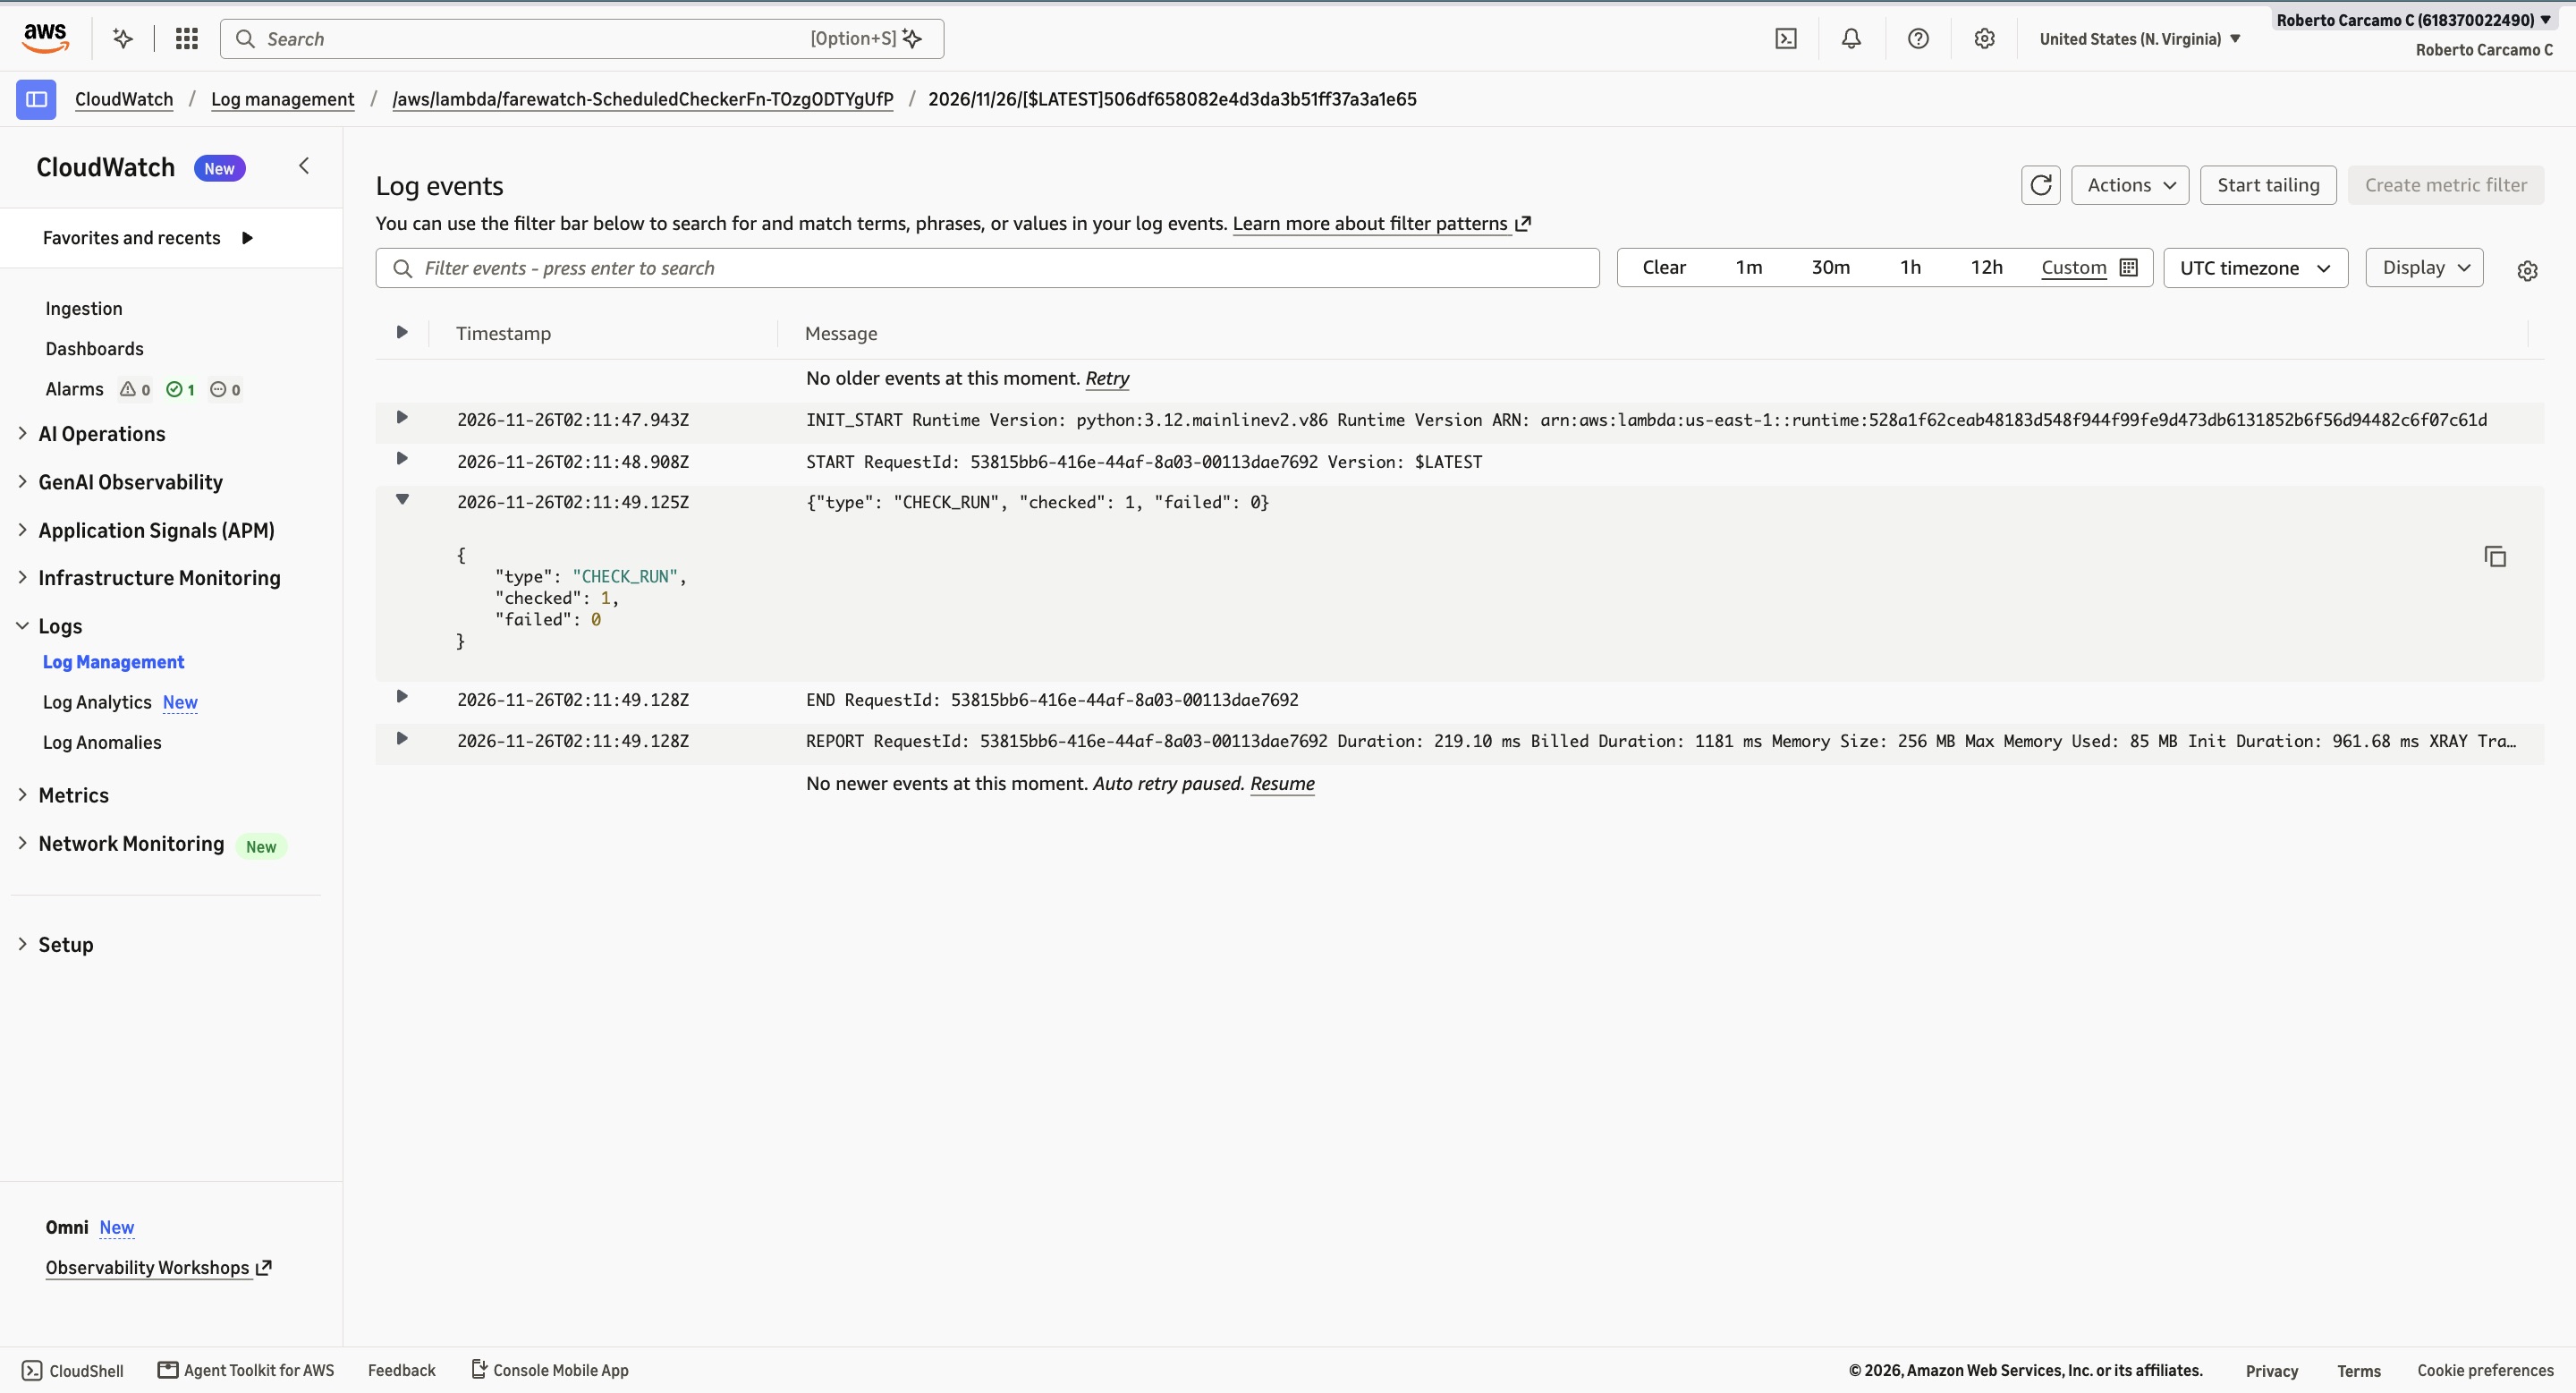 aws
Search [Option+S]
United States (N. Virginia)
Roberto Carcamo C (618370022490)
Roberto Carcamo C
CloudWatch / Log management / /aws/lambda/farewatch-ScheduledCheckerFn-TOzgODTYgUfP / 2026/11/26/[$LATEST]506df658082e4d3da3b51ff37a3a1e65
CloudWatch New
Favorites and recents
Ingestion
Dashboards
Alarms 0 1 0
AI Operations
GenAI Observability
Application Signals (APM)
Infrastructure Monitoring
Logs
Log Management
Log Analytics New
Log Anomalies
Metrics
Network Monitoring New
Setup
Omni New
Observability Workshops
Log events
Actions
Start tailing
Create metric filter
You can use the filter bar below to search for and match terms, phrases, or values in your log events. Learn more about filter patterns
Filter events - press enter to search
Clear 1m 30m 1h 12h Custom
UTC timezone
Display
Timestamp Message
No older events at this moment. Retry
2026-11-26T02:11:47.943Z INIT_START Runtime Version: python:3.12.mainlinev2.v86 Runtime Version ARN: arn:aws:lambda:us-east-1::runtime:528a1f62ceab48183d548f944f99fe9d473db6131852b6f56d94482c6f07c61d
2026-11-26T02:11:48.908Z START RequestId: 53815bb6-416e-44af-8a03-00113dae7692 Version: $LATEST
2026-11-26T02:11:49.125Z {"type": "CHECK_RUN", "checked": 1, "failed": 0}
{
"type": "CHECK_RUN",
"checked": 1,
"failed": 0
}
2026-11-26T02:11:49.128Z END RequestId: 53815bb6-416e-44af-8a03-00113dae7692
2026-11-26T02:11:49.128Z REPORT RequestId: 53815bb6-416e-44af-8a03-00113dae7692 Duration: 219.10 ms Billed Duration: 1181 ms Memory Size: 256 MB Max Memory Used: 85 MB Init Duration: 961.68 ms XRAY Tra…
No newer events at this moment. Auto retry paused. Resume
CloudShell
Agent Toolkit for AWS
Feedback
Console Mobile App
© 2026, Amazon Web Services, Inc. or its affiliates.
Privacy
Terms
Cookie preferences